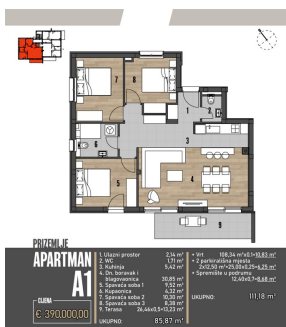 7
8
1
2
3
6
5
4
9
PRIZEMLJE
APARTMAN
A1
CIJENA
€ 390.000,00
1. Ulazni prostor 2,14 m²
2. WC 1,71 m²
3. Kuhinja 5,42 m²
4. Dn. boravak i
blagovaonica 30,85 m²
5. Spavaća soba 1 9,52 m²
6. Kupaonica 4,32 m²
7. Spavaća soba 2 10,30 m²
8. Spavaća soba 3 8,38 m²
9. Terasa 26,46x0,5=13,23 m²
UKUPNO: 85,87 m²
+ Vrt 108,34 x0,1=10,83 m²
+ 2 parkirališna mjesta
2x12,50 m²=25,00x0,25=6,25 m²
+ Spremište u podrumu
12,40x0,7=8,68 m²
UKUPNO: 111,18 m²